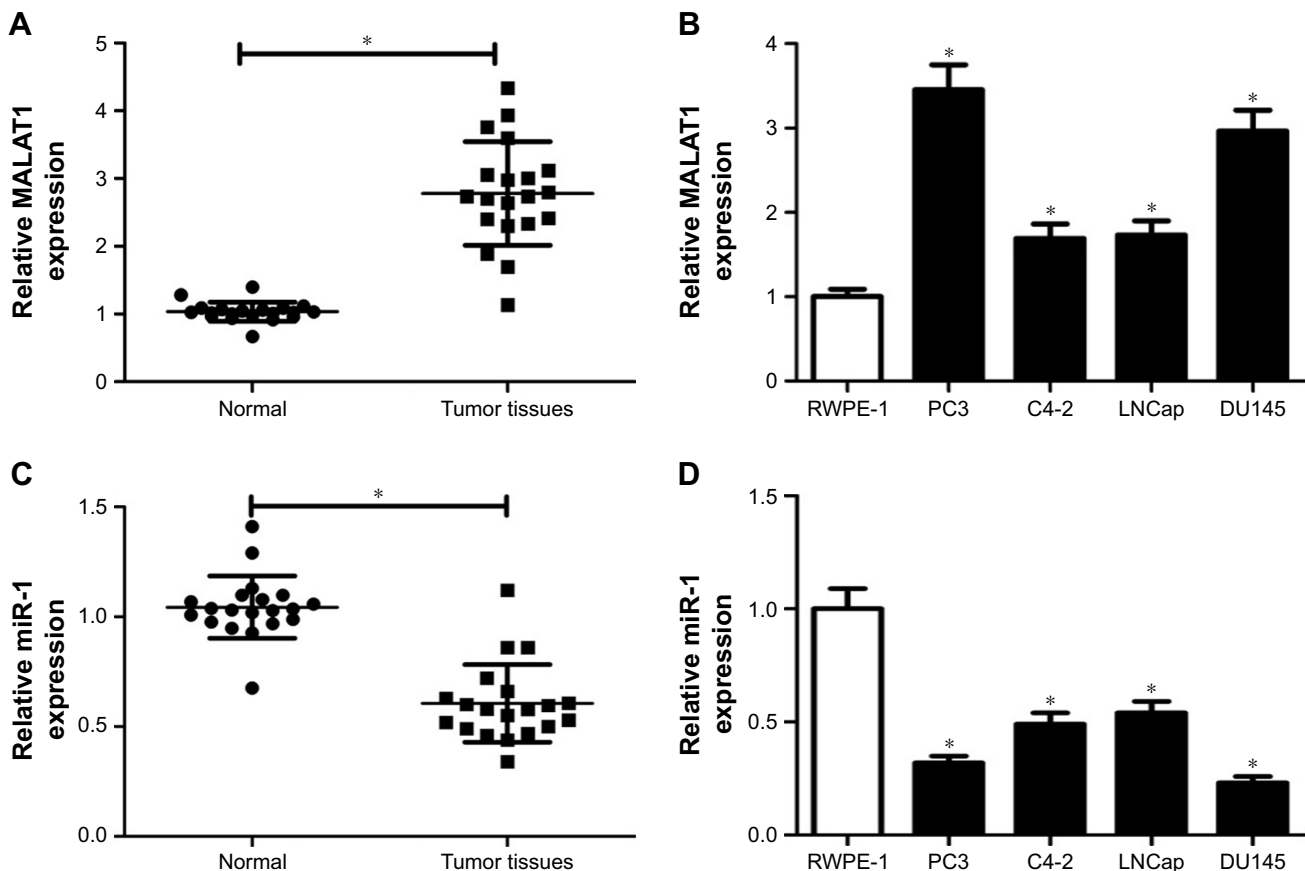 A
Relative MALAT1
expression
5
4
3
2
1
0
*
Normal
Tumor tissues
B
Relative MALAT1
expression
4
3
2
1
0
*
*
*
*
RWPE-1
PC3
C4-2
LNCap
DU145
C
Relative miR-1
expression
1.5
1.0
0.5
0.0
*
Normal
Tumor tissues
D
Relative miR-1
expression
1.5
1.0
0.5
0.0
*
*
*
*
RWPE-1
PC3
C4-2
LNCap
DU145